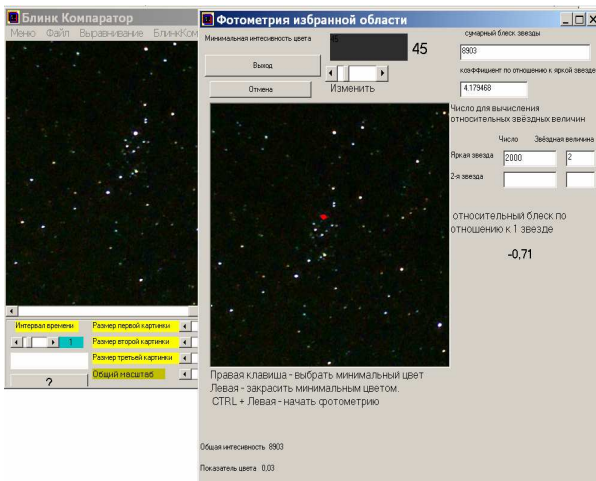 Блинк Компаратор
Меню Файл Выравнивание БлинкКом
Интервал времени
1
Размер первой картинки
Размер второй картинки
Размер третьей картинки
Общий масштаб
?
Фотометрия избранной области
Минимальная интесивность цвета
45
45
Выход
Отмена
Изменить
сумарный блеск звезды
8903
коэффициент по отношению к яркой звезде
4.179468
Число для вычисления
относительных звёздных величин
Число Звёздная величина
Яркая звезда 2000 2
2-я звезда
относительный блеск по
отношению к 1 звезде
-0,71
Правая клавиша - выбрать минимальный цвет
Левая - закрасить минимальным цветом.
CTRL + Левая - начать фотометрию
Общая интесивность 8903
Показатель цвета 0,03